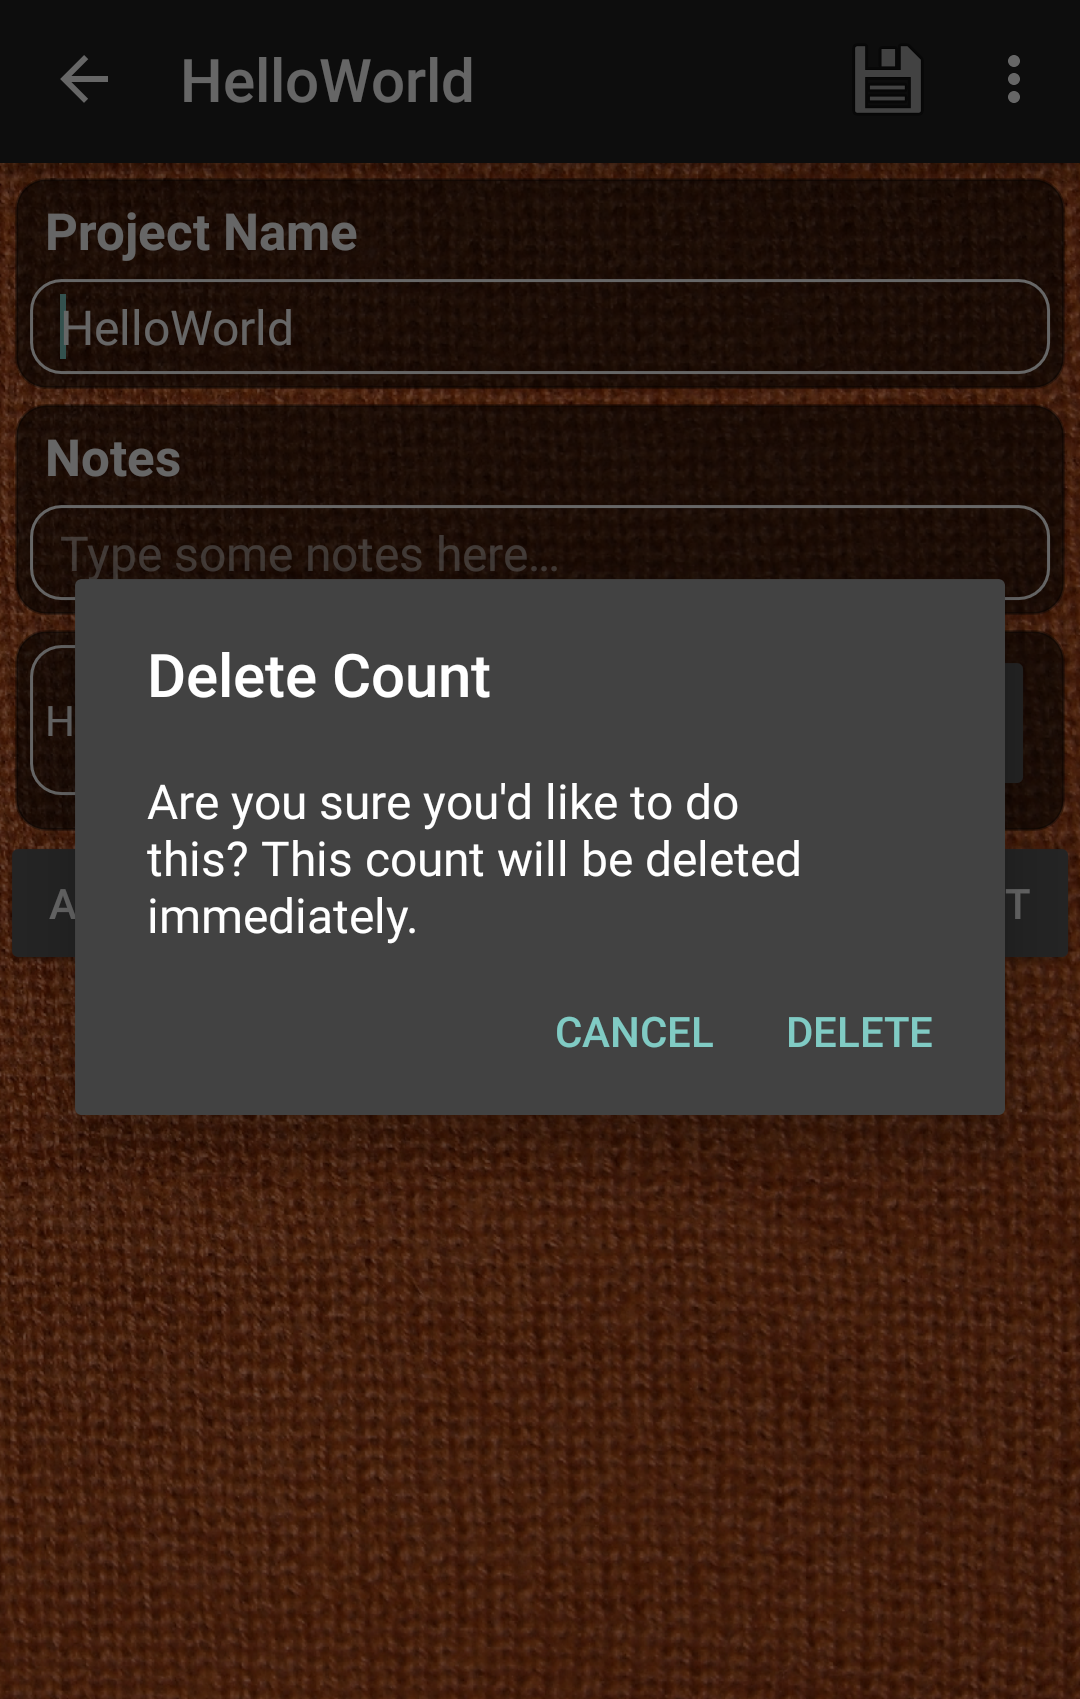 HelloWorld
Project Name
HelloWorld
Notes
Type some notes here...
Delete Count
Are you sure you'd like to do
this? This count will be deleted
immediately.
CANCEL DELETE